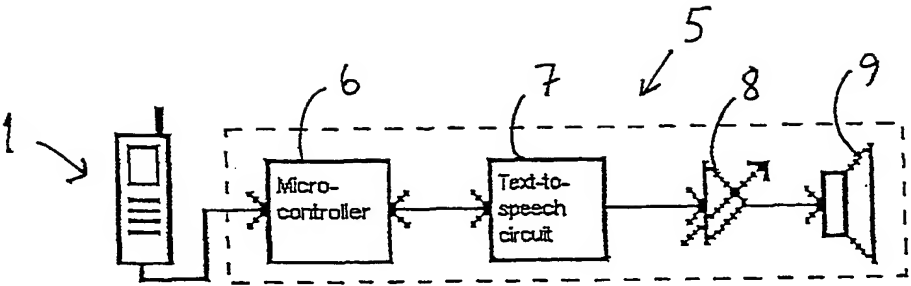 5
6
7
8
9
1
Micro-
controller
Text-to-
speech
circuit